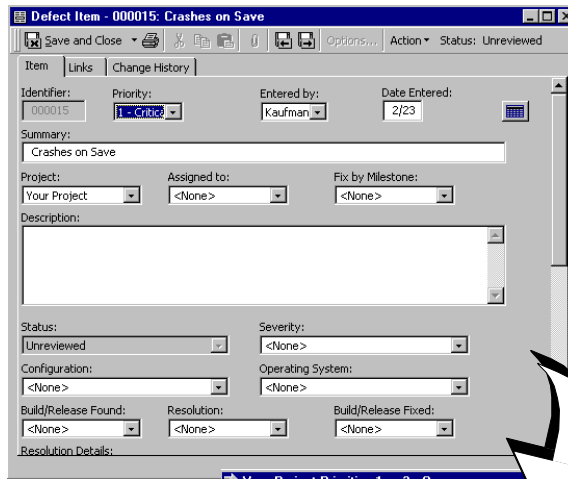 Defect Item - 000015: Crashes on Save
Save and Close Options... Action Status: Unreviewed
Item Links Change History
Identifier: Priority: Entered by: Date Entered:
000015 1 - Critica Kaufman 2/23
Summary:
Crashes on Save
Project: Assigned to: Fix by Milestone:
Your Project <None> <None>
Description:
Status: Severity:
Unreviewed <None>
Configuration: Operating System:
<None> <None>
Build/Release Found: Resolution: Build/Release Fixed:
<None> <None> <None>
Resolution Details: